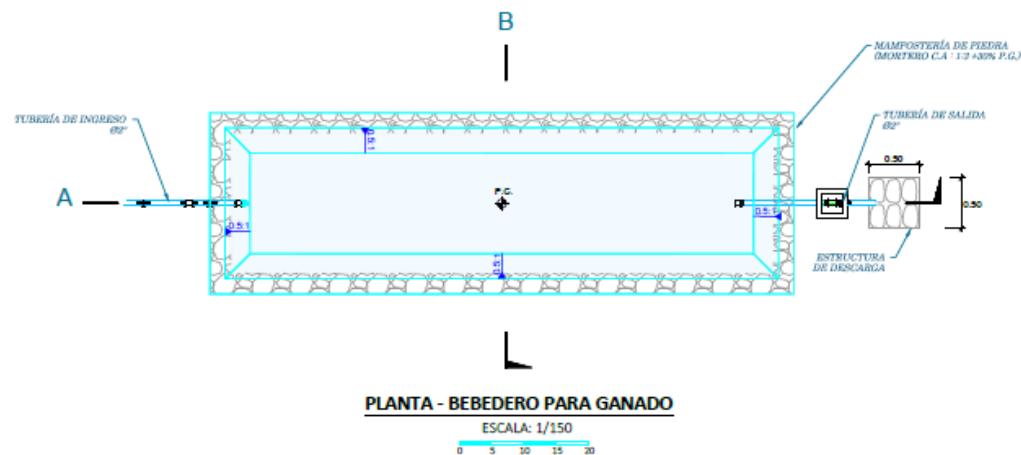 B
MAMPOSTERÍA DE PIEDRA
(MORTERO C.A : 1:2 +30% P.G.)
TUBERÍA DE INGRESO
Ø2"
TUBERÍA DE SALIDA
Ø2"
0.5:1
0.50
A
P.G.
0.50
0.5:1
0.5:1
0.5:1
ESTRUCTURA
DE DESCARGA
PLANTA - BEBEDERO PARA GANADO
ESCALA: 1/150
0 5 10 15 20